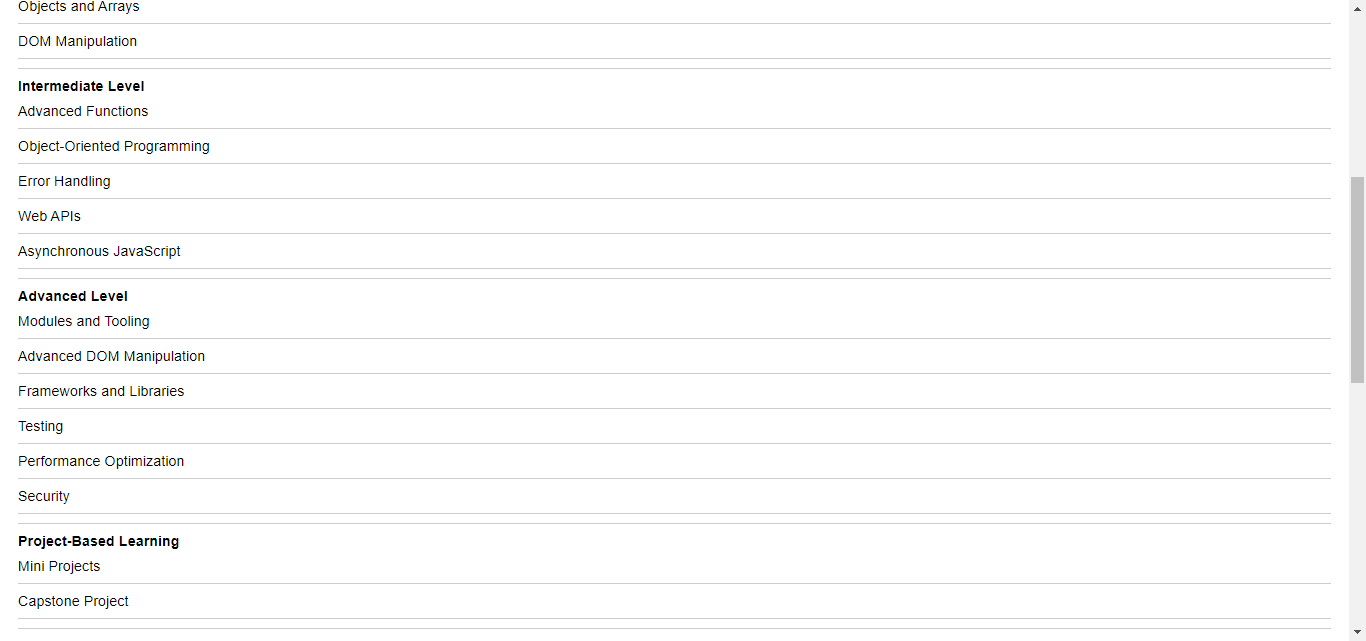 Objects and Arrays
DOM Manipulation
Intermediate Level
Advanced Functions
Object-Oriented Programming
Error Handling
Web APIs
Asynchronous JavaScript
Advanced Level
Modules and Tooling
Advanced DOM Manipulation
Frameworks and Libraries
Testing
Performance Optimization
Security
Project-Based Learning
Mini Projects
Capstone Project